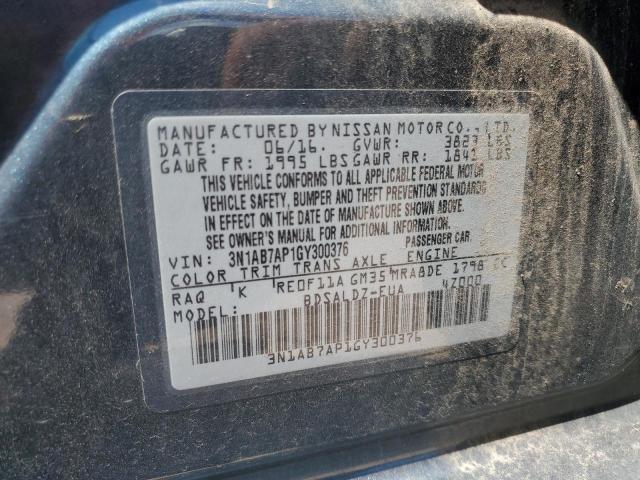 MANUFACTURED BY NISSAN MOTOR CO., LTD.
DATE: 06/16. GVWR: 3827 LBS
GAWR FR: 1995 LBS GAWR RR: 1841 LBS
THIS VEHICLE CONFORMS TO ALL APPLICABLE FEDERAL MOTOR
VEHICLE SAFETY, BUMPER AND THEFT PREVENTION STANDARDS
IN EFFECT ON THE DATE OF MANUFACTURE SHOWN ABOVE.
SEE OWNER'S MANUAL FOR ADDITIONAL INFORMATION.
VIN: 3N1AB7AP1GY300376 PASSENGER CAR
COLOR TRIM TRANS AXLE ENGINE
RAQ K RE0F11A GM35 MRA8DE 1798 CC
MODEL: BDSALDZ-EUA 4Z000
3N1AB7AP1GY300376